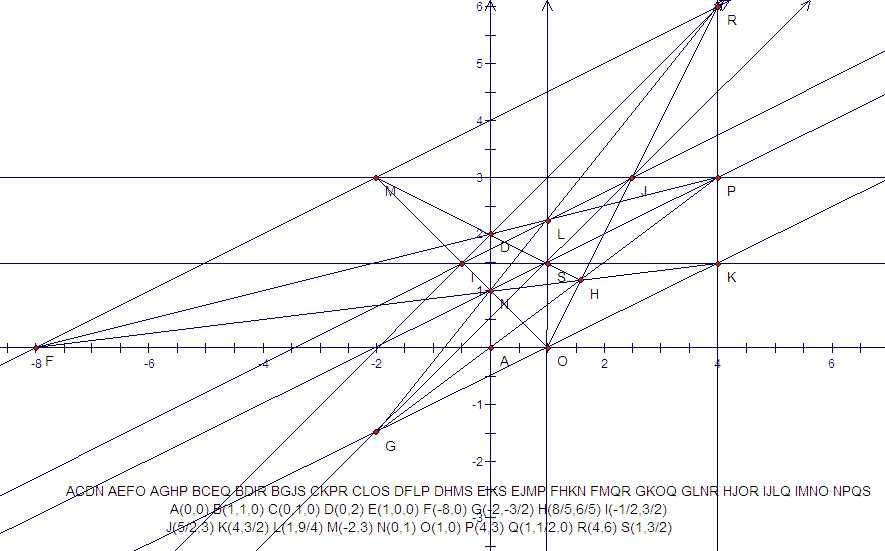 6
R
5
4
M
3
J
P
2
D
L
I
S
K
1
N
H
-8
F
-6
-4
-2
A
O
2
4
6
-1
G
-2
ACDN AEFO AGHP BCEQ BDIR BGJS CKPR CLOS DFLP DHMS EIKS EJMP FHKN FMQR GKOQ GLNR HJOR IJLQ IMNO NPQS
-3
A(0,0) B(1,1,0) C(0,1,0) D(0,2) E(1,0,0) F(-8,0) G(-2,-3/2) H(8/5,6/5) I(-1/2,3/2)
J(5/2,3) K(4,3/2) L(1,9/4) M(-2,3) N(0,1) O(1,0) P(4,3) Q(1,1/2,0) R(4,6) S(1,3/2)